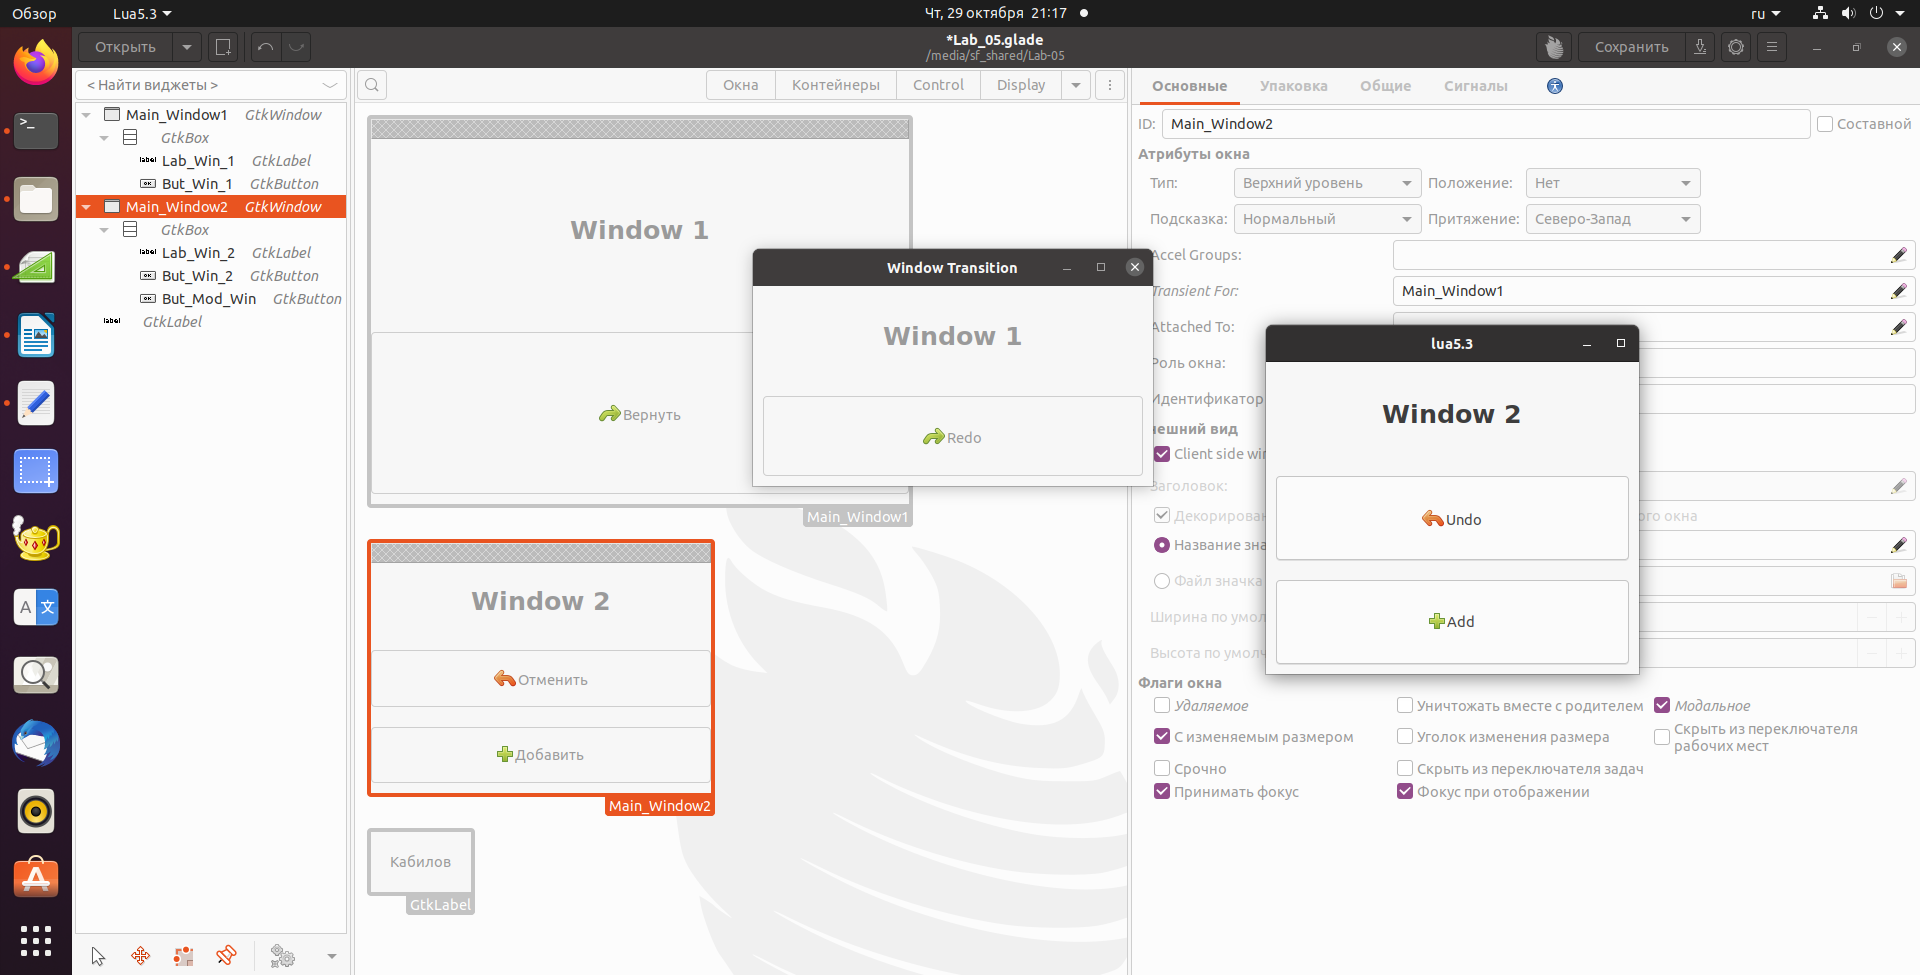 Обзор
Lua5.3
Чт, 29 октября 21:17
ru
Открыть
*Lab_05.glade
/media/sf_shared/Lab-05
Сохранить
< Найти виджеты >
Main_Window1 GtkWindow
GtkBox
label Lab_Win_1 GtkLabel
OK But_Win_1 GtkButton
Main_Window2 GtkWindow
GtkBox
label Lab_Win_2 GtkLabel
OK But_Win_2 GtkButton
OK But_Mod_Win GtkButton
label GtkLabel
Окна
Контейнеры
Control
Display
Window 1
Вернуть
Main_Window1
Window 2
Отменить
Добавить
Main_Window2
Кабилов
GtkLabel
Window Transition
Window 1
Redo
lua5.3
Window 2
Undo
Add
Основные
Упаковка
Общие
Сигналы
ID: Main_Window2
Составной
Атрибуты окна
Тип: Верхний уровень Положение: Нет
Подсказка: Нормальный Притяжение: Северо-Запад
Accel Groups:
Transient For: Main_Window1
Attached To:
Роль окна:
Идентификатор
нешний вид
Client side wi
Заголовок:
Декорирован
ого окна
Название зна
Файл значка
Ширина по умол
Высота по умолч
Флаги окна
Удаляемое
Уничтожать вместе с родителем
Модальное
С изменяемым размером
Уголок изменения размера
Скрыть из переключателя
рабочих мест
Срочно
Скрыть из переключателя задач
Принимать фокус
Фокус при отображении